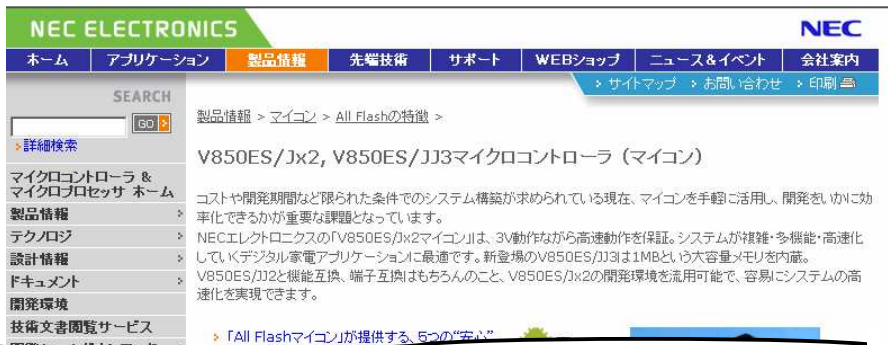 NEC ELECTRONICS
NEC
ホーム アプリケーション 製品情報 先端技術 サポート WEBショップ ニュース&イベント 会社案内
> サイトマップ > お問い合わせ > 印刷
SEARCH
GO
>詳細検索
マイクロコントローラ &
マイクロプロセッサ ホーム
製品情報
テクノロジ
設計情報
ドキュメント
開発環境
技術文書閲覧サービス
製品情報 > マイコン > All Flashの特徴 >
V850ES/Jx2, V850ES/JJ3マイクロコントローラ（マイコン）
コストや開発期間など限られた条件でのシステム構築が求められている現在、マイコンを手軽に活用し、開発をいかに効
率化できるかが重要な課題となっています。
NECエレクトロニクスの「V850ES/Jx2マイコン」は、3V動作ながら高速動作を保証。システムが複雑・多機能・高速化
していくデジタル家電アプリケーションに最適です。新登場のV850ES/JJ3は1MBという大容量メモリを内蔵。
V850ES/JJ2と機能互換、端子互換はもちろんのこと、V850ES/Jx2の開発環境を流用可能で、容易にシステムの高
速化を実現できます。
> 「All Flashマイコン」が提供する、5つの“安心”